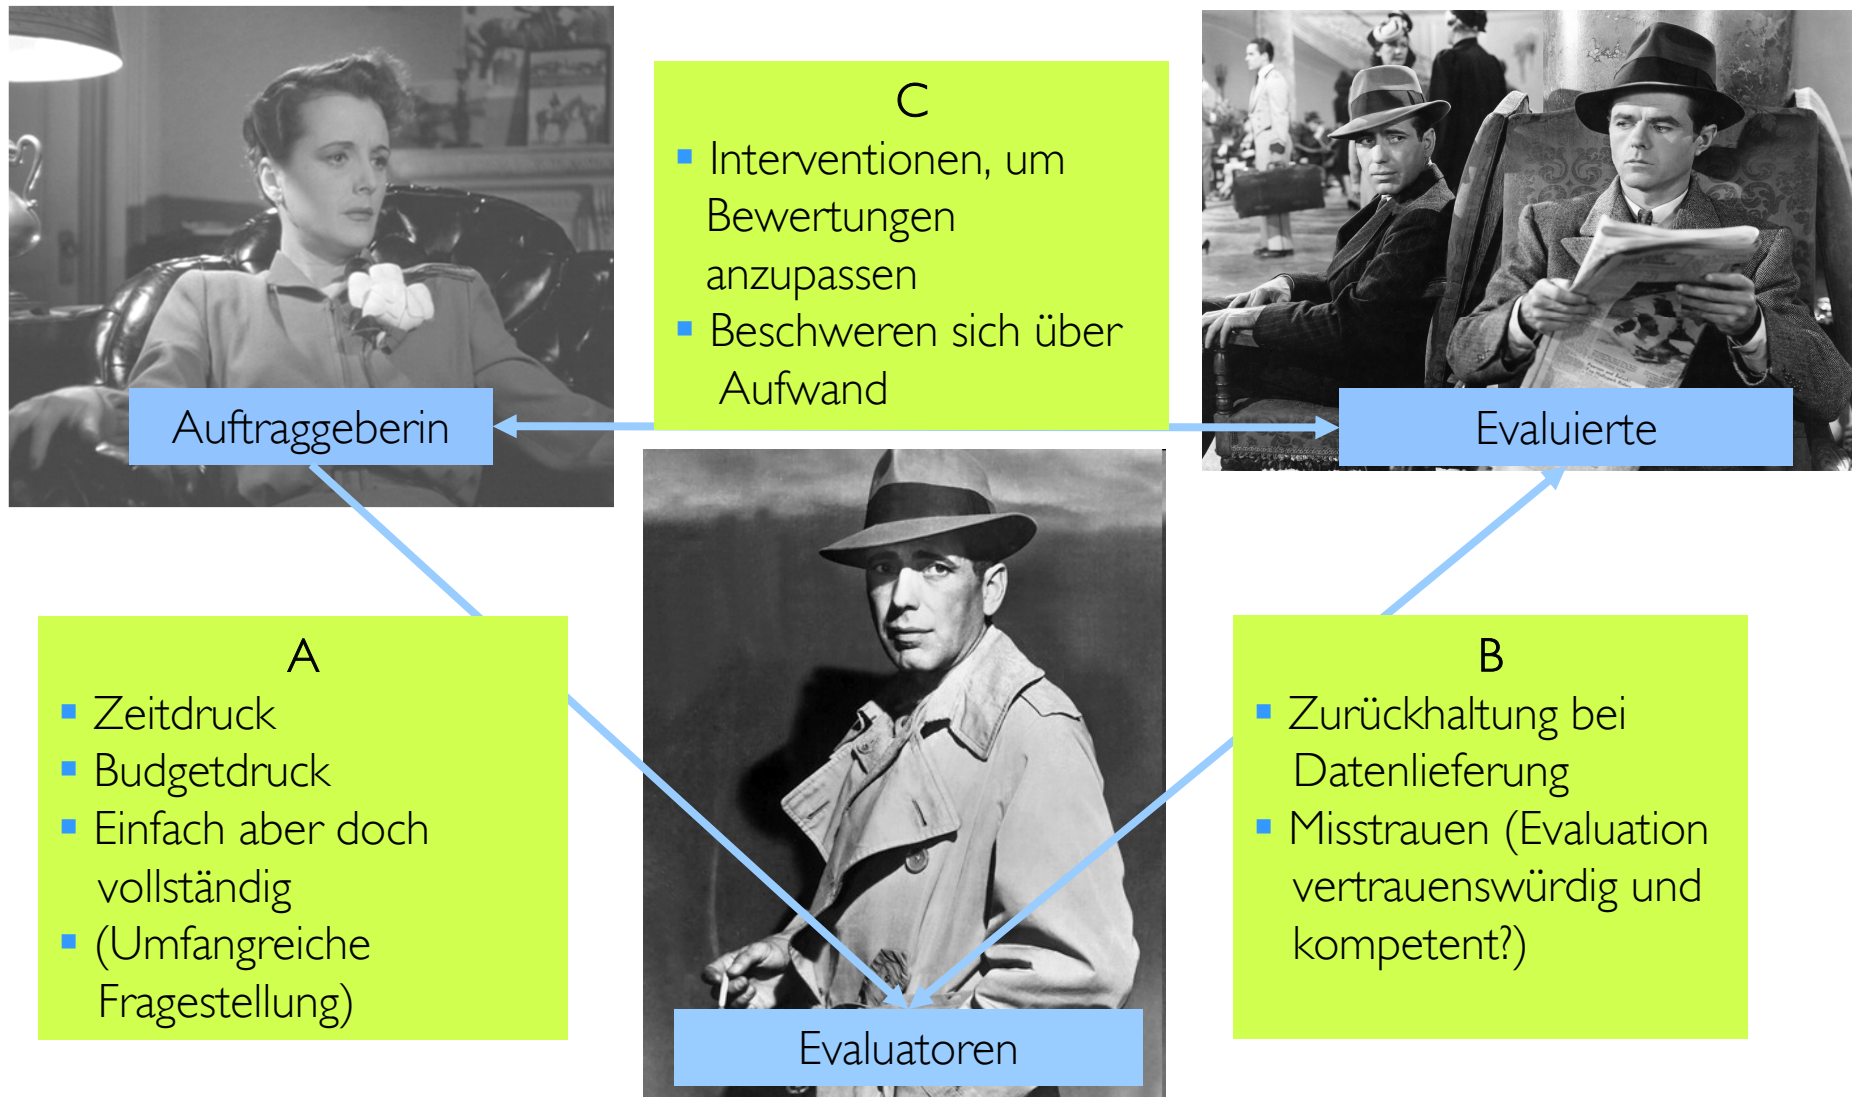 C
▪ Interventionen, um
Bewertungen
anzupassen
▪ Beschweren sich über
Aufwand
Auftraggeberin
Evaluierte
A
▪ Zeitdruck
▪ Budgetdruck
▪ Einfach aber doch
vollständig
▪ (Umfangreiche
Fragestellung)
B
▪ Zurückhaltung bei
Datenlieferung
▪ Misstrauen (Evaluation
vertrauenswürdig und
kompetent?)
Evaluatoren